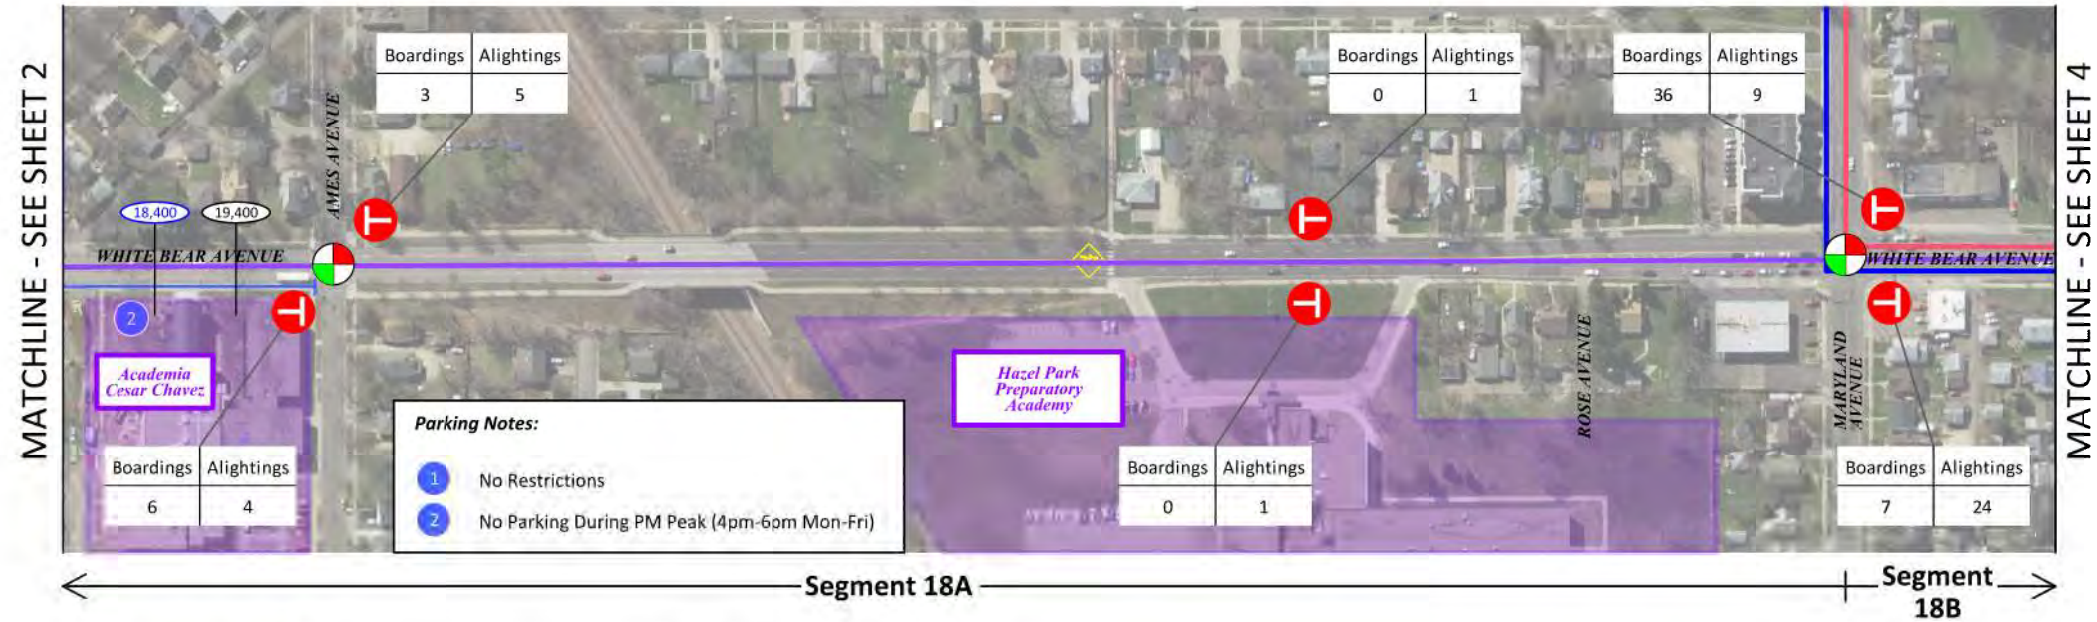 MATCHLINE - SEE SHEET 2
Boardings Alightings
3 5
Boardings Alightings
0 1
Boardings Alightings
36 9
MATCHLINE - SEE SHEET 4
AMES AVENUE
18,400 19,400
WHITE BEAR AVENUE
WHITE BEAR AVENUE
2
Academia
Cesar Chavez
Hazel Park
Preparatory
Academy
ROSE AVENUE
MARYLAND
AVENUE
Parking Notes:
1 No Restrictions
2 No Parking During PM Peak (4pm-6pm Mon-Fri)
Boardings Alightings
6 4
Boardings Alightings
0 1
Boardings Alightings
7 24
Segment 18A
Segment
18B